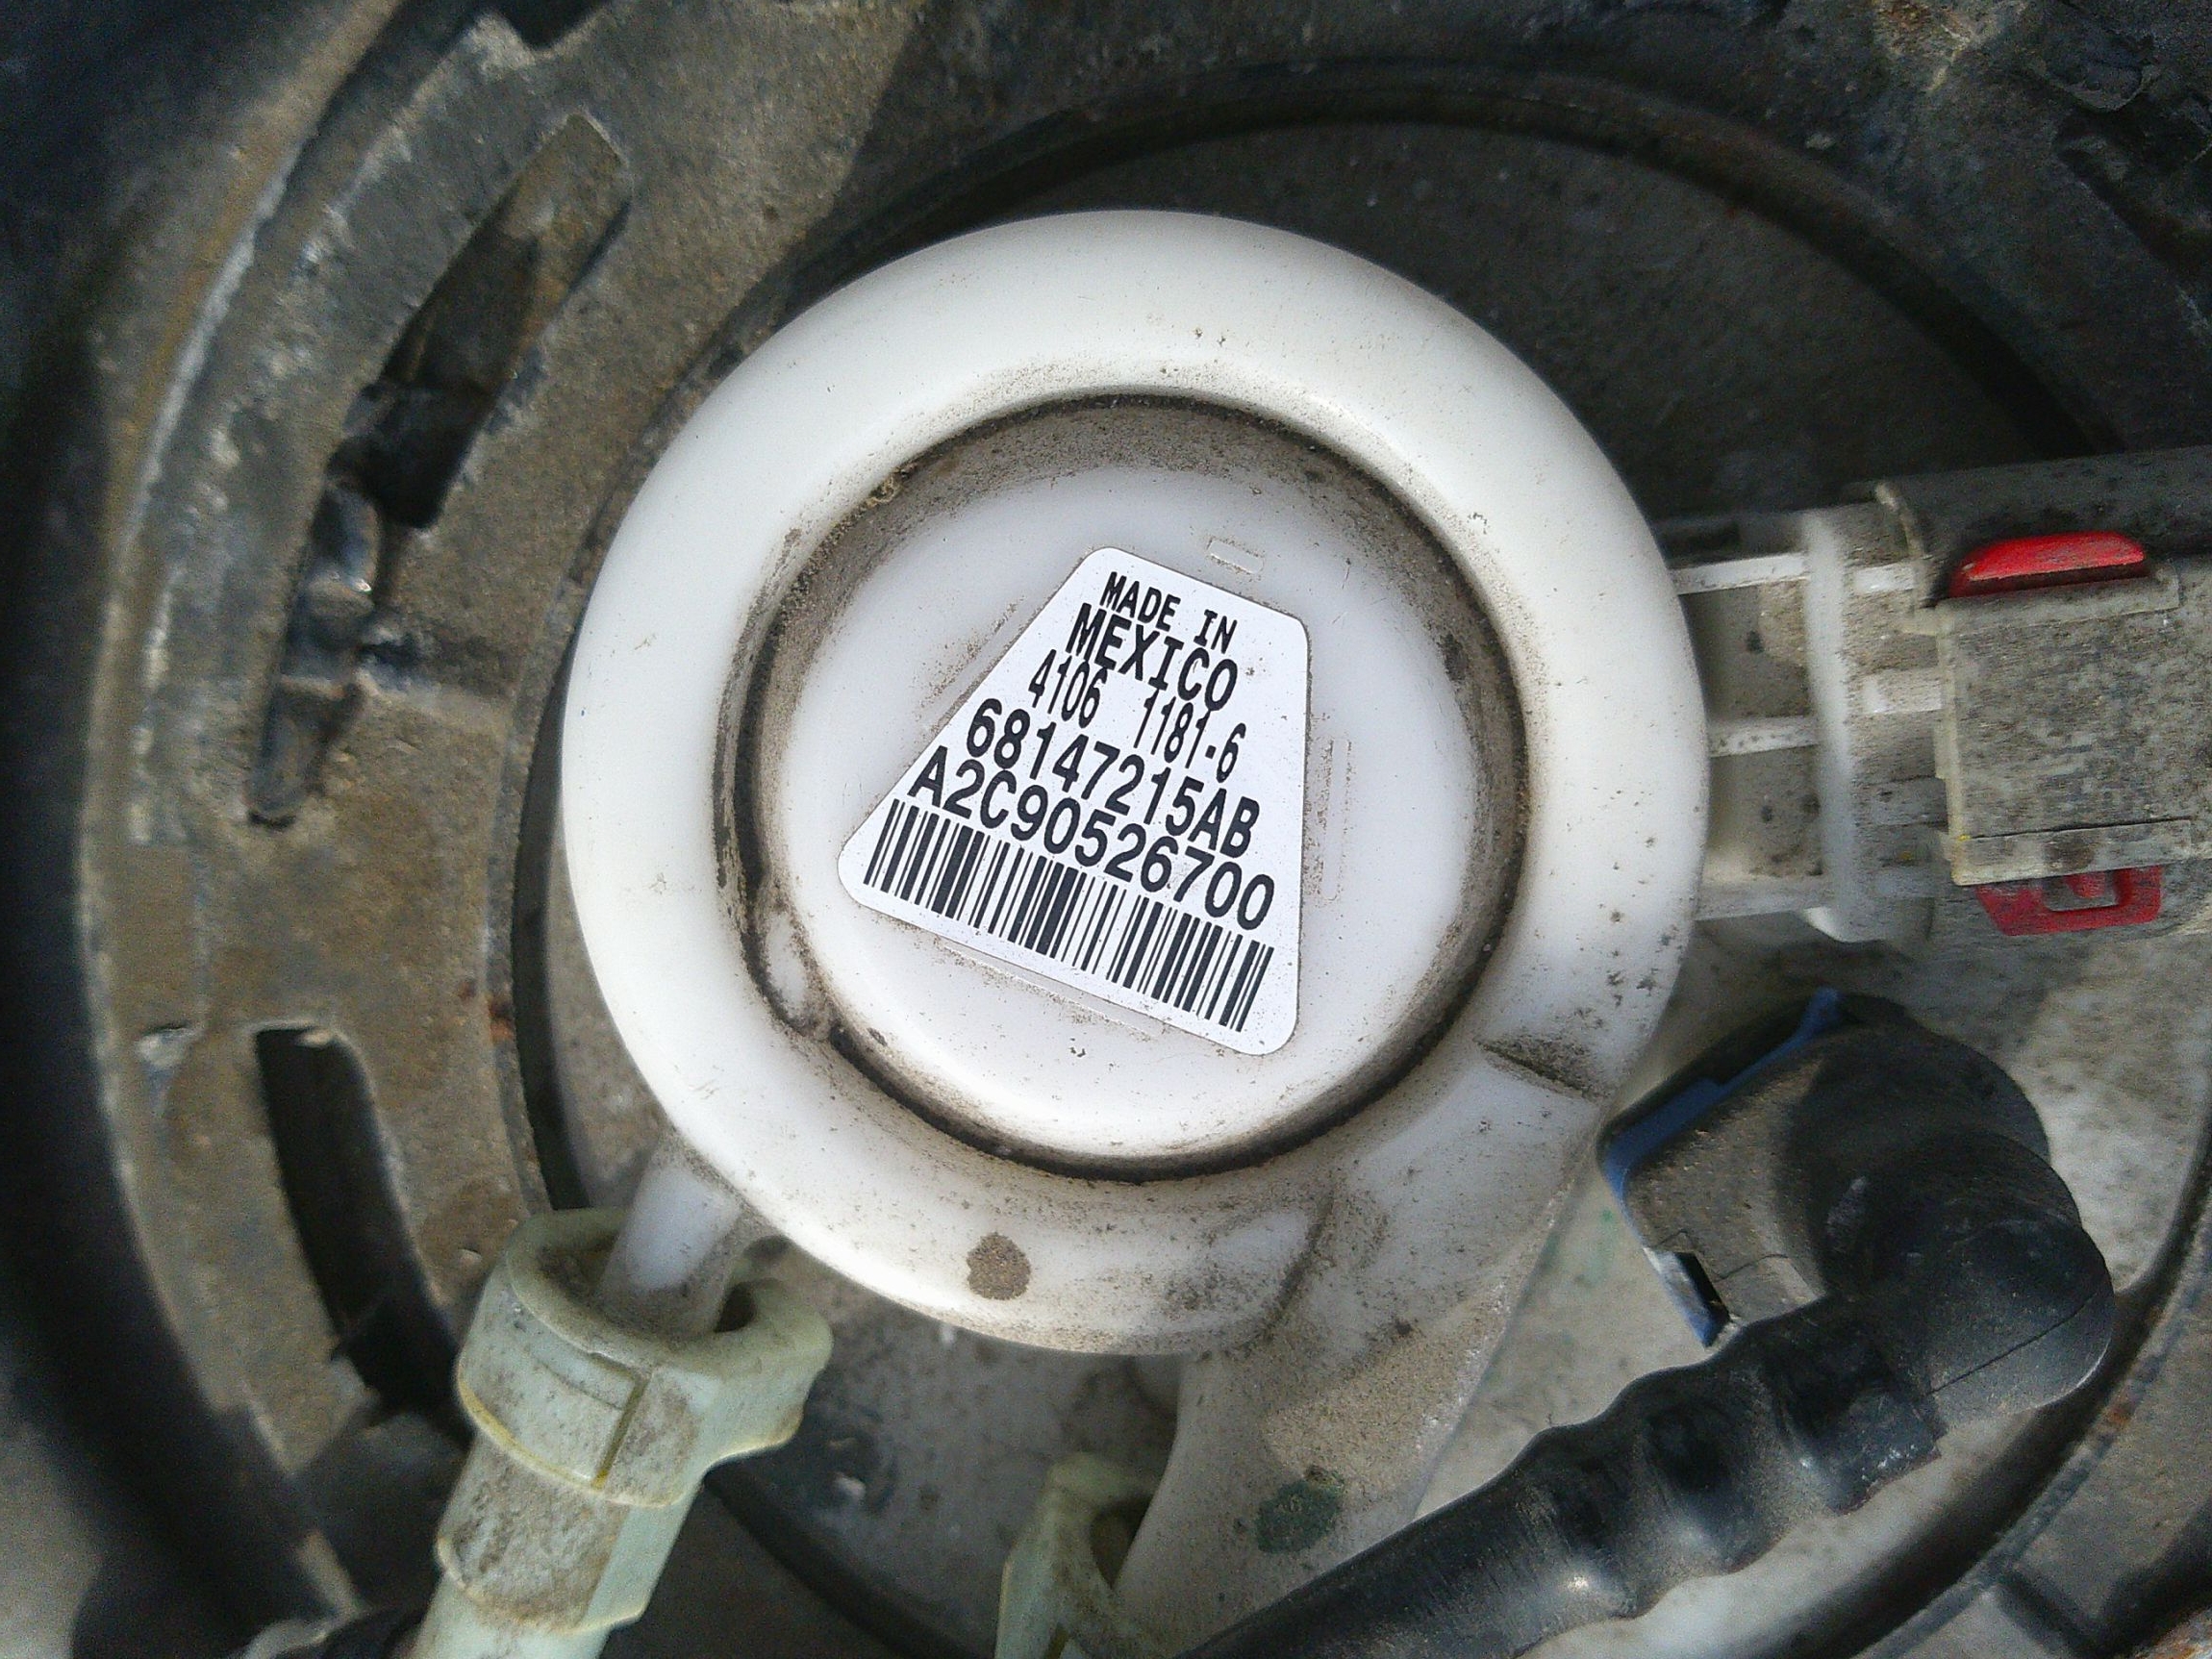 MADE IN
MEXICO
4106 1181-6
68147215AB
A2C90526700